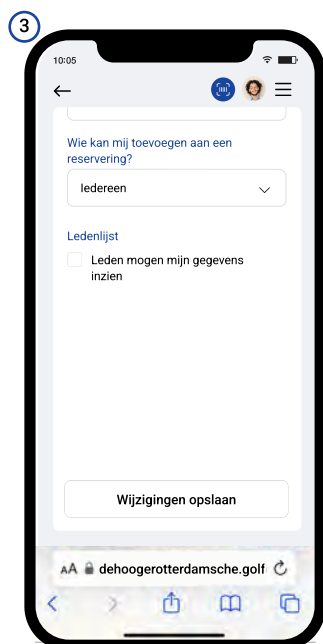 3
10:05
Wie kan mij toevoegen aan een
reservering?
Iedereen
Ledenlijst
Leden mogen mijn gegevens
inzien
Wijzigingen opslaan
AA dehoogerotterdamsche.golf